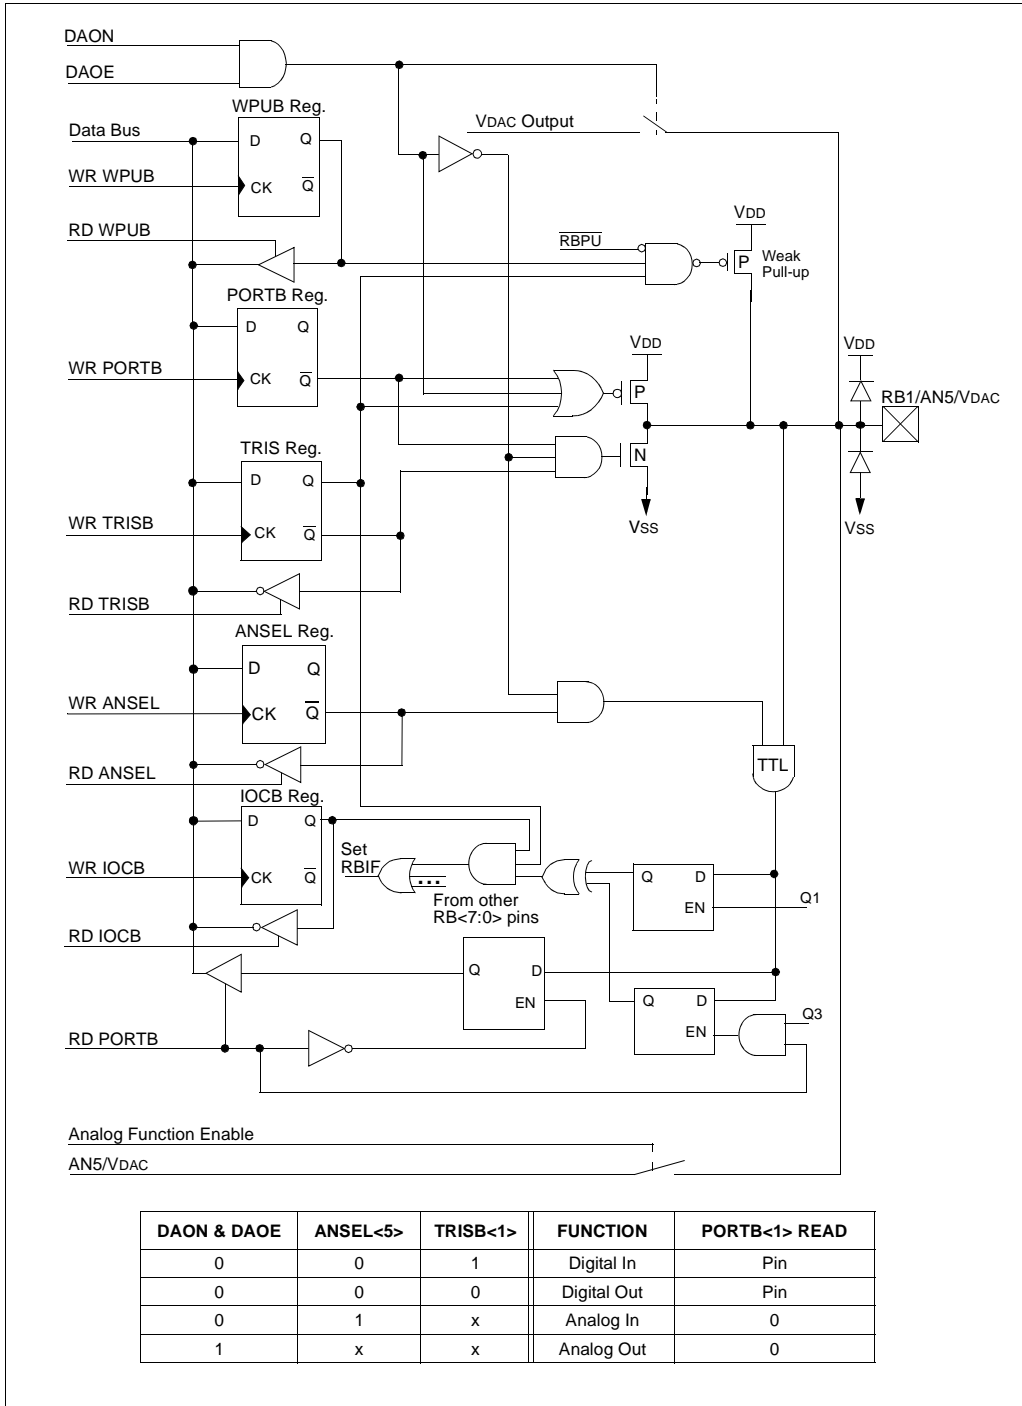 DAON
DAOE
WPUB Reg.
VDAC Output
Data Bus
D Q
WR WPUB
CK Q
RD WPUB
RBPU
VDD
P
Weak
Pull-up
PORTB Reg.
D Q
WR PORTB
CK Q
VDD
P
VDD
RB1/AN5/VDAC
TRIS Reg.
D Q
N
WR TRISB
CK Q
VSS
VSS
RD TRISB
ANSEL Reg.
D Q
WR ANSEL
CK Q
RD ANSEL
TTL
IOCB Reg.
D Q
Set
RBIF
WR IOCB
CK Q
From other
RB<7:0> pins
Q D
EN
Q1
RD IOCB
Q D
EN
Q D
EN
Q3
RD PORTB
Analog Function Enable
AN5/VDAC
DAON & DAOE ANSEL<5> TRISB<1> FUNCTION PORTB<1> READ
0 0 1 Digital In Pin
0 0 0 Digital Out Pin
0 1 x Analog In 0
1 x x Analog Out 0